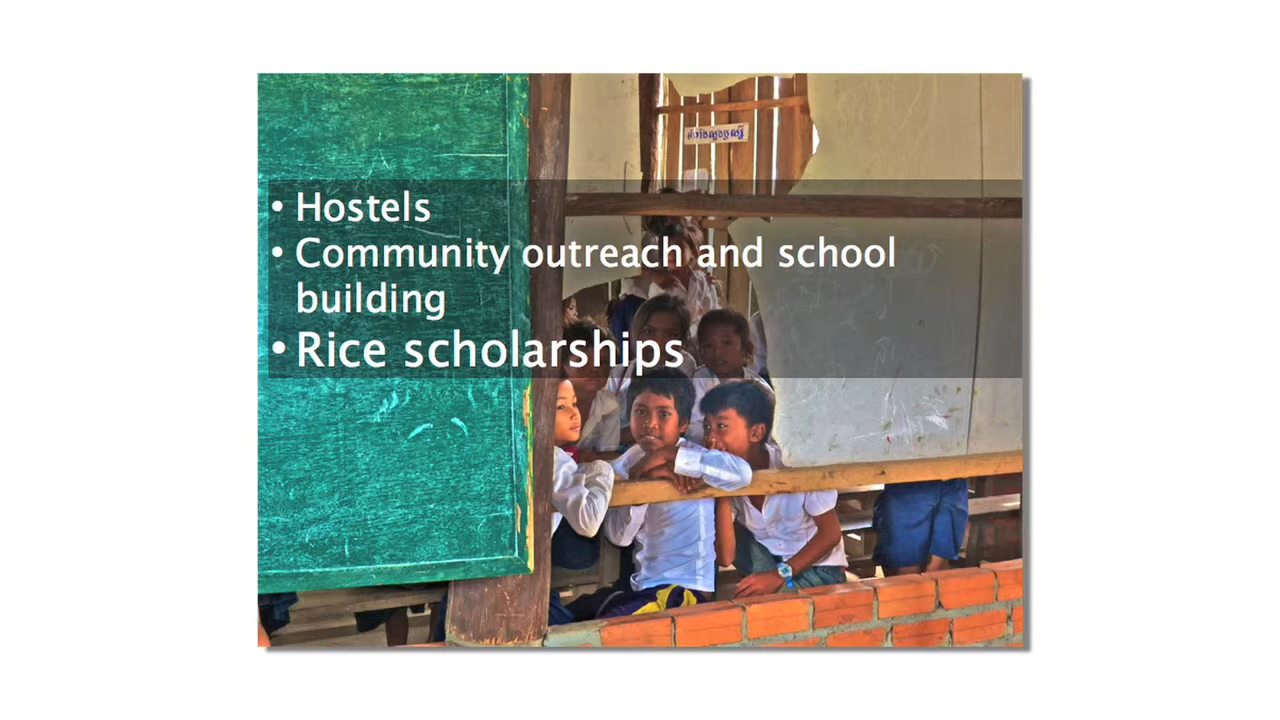 • Hostels
• Community outreach and school
building
• Rice scholarships